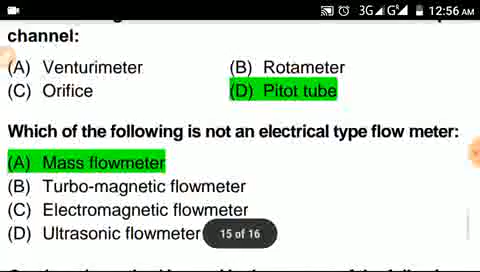 3G G 12:56 AM
channel:
(A) Venturimeter (B) Rotameter
(C) Orifice (D) Pitot tube
Which of the following is not an electrical type flow meter:
(A) Mass flowmeter
(B) Turbo-magnetic flowmeter
(C) Electromagnetic flowmeter
(D) Ultrasonic flowmeter 15 of 16